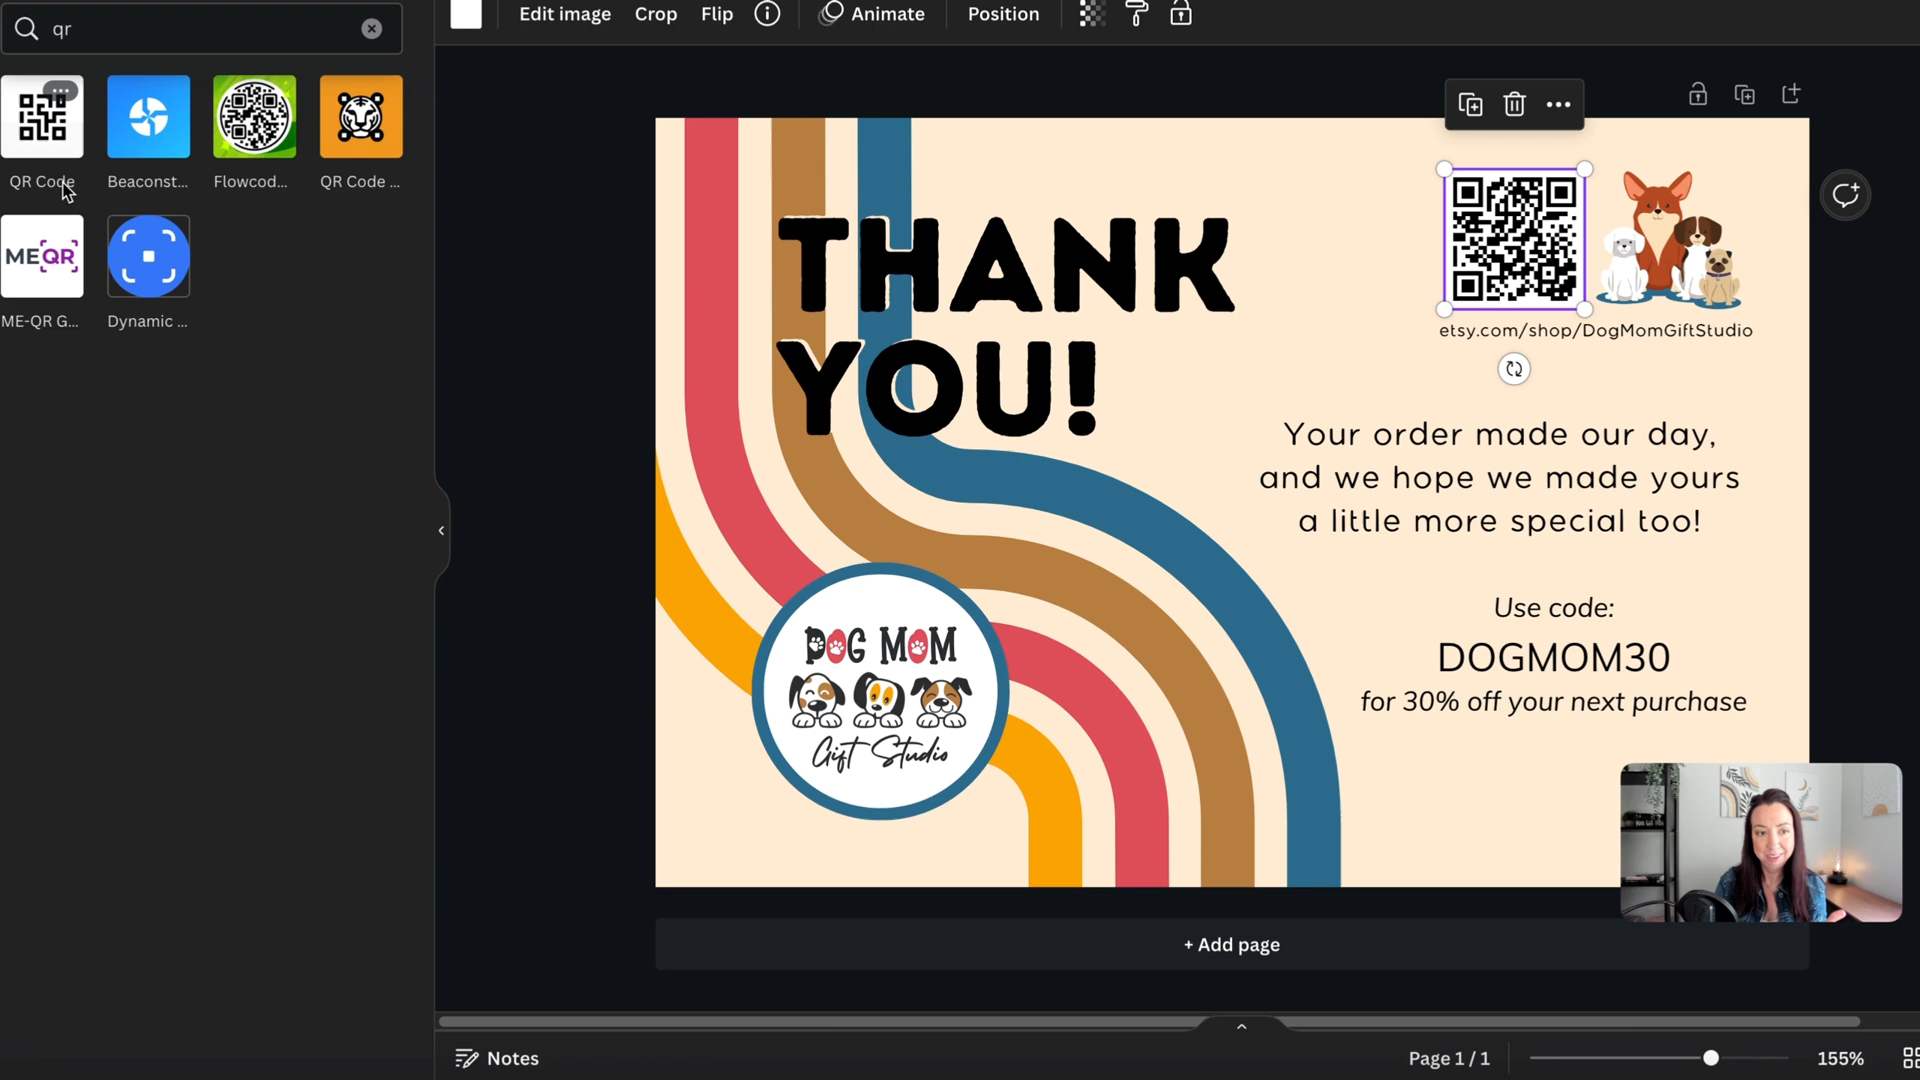 qr
Edit image
Crop
Flip
Animate
Position
QR Code
Beaconst...
Flowcod...
QR Code ...
MEQR
ME-QR G...
Dynamic ...
THANK
YOU!
etsy.com/shop/DogMomGiftStudio
Your order made our day,
and we hope we made yours
a little more special too!
Use code:
DOGMOM30
for 30% off your next purchase
DOG MOM
Gift Studio
+ Add page
Notes
Page 1 / 1
155%